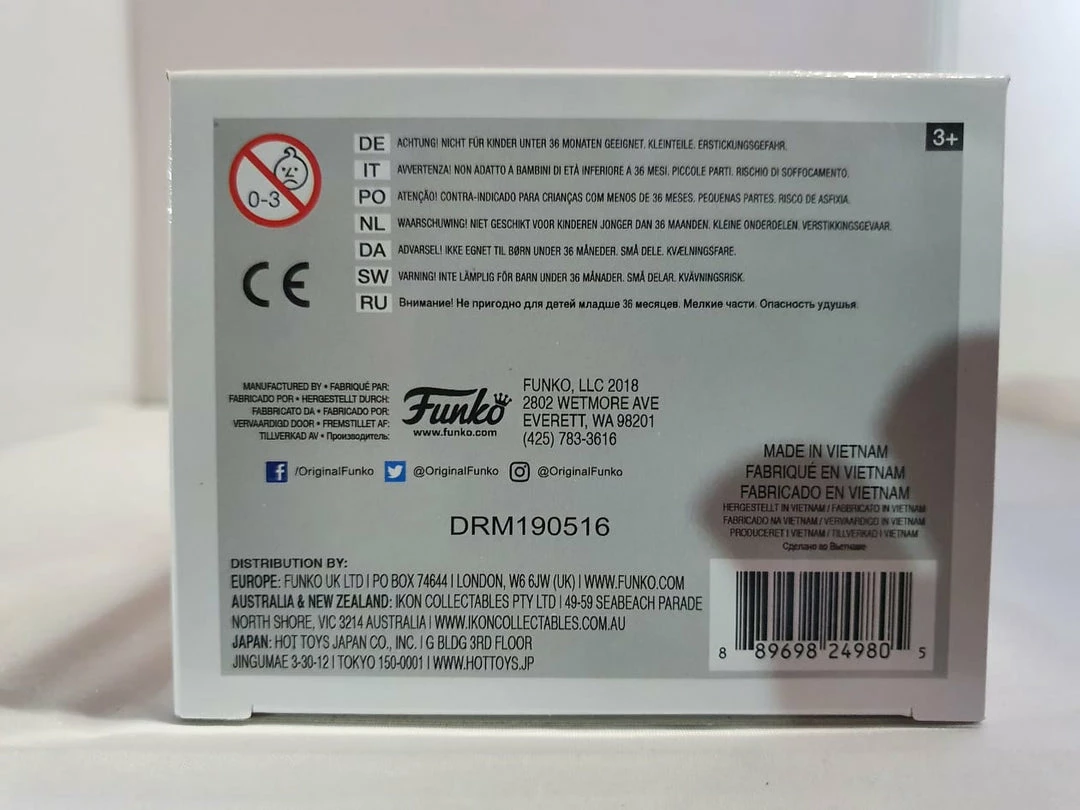 3+
0-3
DE ACHTUNG! NICHT FÜR KINDER UNTER 36 MONATEN GEEIGNET. KLEINTEILE. ERSTICKUNGSGEFAHR.
IT AVVERTENZA! NON ADATTO A BAMBINI DI ETÀ INFERIORE A 36 MESI. PICCOLE PARTI. RISCHIO DI SOFFOCAMENTO.
PO ATENÇÃO! CONTRA-INDICADO PARA CRIANÇAS COM MENOS DE 36 MESES. PEQUENAS PARTES. RISCO DE ASFIXIA.
NL WAARSCHUWING! NIET GESCHIKT VOOR KINDEREN JONGER DAN 36 MAANDEN. KLEINE ONDERDELEN. VERSTIKKINGSGEVAAR.
DA ADVARSEL! IKKE EGNET TIL BØRN UNDER 36 MÅNEDER. SMÅ DELE. KVÆLNINGSFARE.
SW VARNING! INTE LÄMPLIG FÖR BARN UNDER 36 MÅNADER. SMÅ DELAR. KVÄVNINGSRISK.
RU Внимание! Не пригодно для детей младше 36 месяцев. Мелкие части. Опасность удушья.
CE
MANUFACTURED BY • FABRIQUÉ PAR:
FABRICADO POR • HERGESTELLT DURCH:
FABBRICATO DA • FABRICADO POR:
VERVAARDIGD DOOR • FREMSTILLET AF:
TILLVERKAD AV • Производитель:
Funko
www.funko.com
FUNKO, LLC 2018
2802 WETMORE AVE
EVERETT, WA 98201
(425) 783-3616
/OriginalFunko @OriginalFunko @OriginalFunko
MADE IN VIETNAM
FABRIQUÉ EN VIETNAM
FABRICADO EN VIETNAM
HERGESTELLT IN VIETNAM / FABBRICATO IN VIETNAM
FABRICADO NA VIETNAM / VERVAARDIGD IN VIETNAM
PRODUCERET I VIETNAM / TILLVERKAD I VIETNAM
Сделано во Вьетнаме
DRM190516
DISTRIBUTION BY:
EUROPE: FUNKO UK LTD | PO BOX 74644 | LONDON, W6 6JW (UK) | WWW.FUNKO.COM
AUSTRALIA & NEW ZEALAND: IKON COLLECTABLES PTY LTD | 49-59 SEABEACH PARADE
NORTH SHORE, VIC 3214 AUSTRALIA | WWW.IKONCOLLECTABLES.COM.AU
JAPAN: HOT TOYS JAPAN CO., INC. | G BLDG 3RD FLOOR
JINGUMAE 3-30-12 | TOKYO 150-0001 | WWW.HOTTOYS.JP
8 89698 24980 5